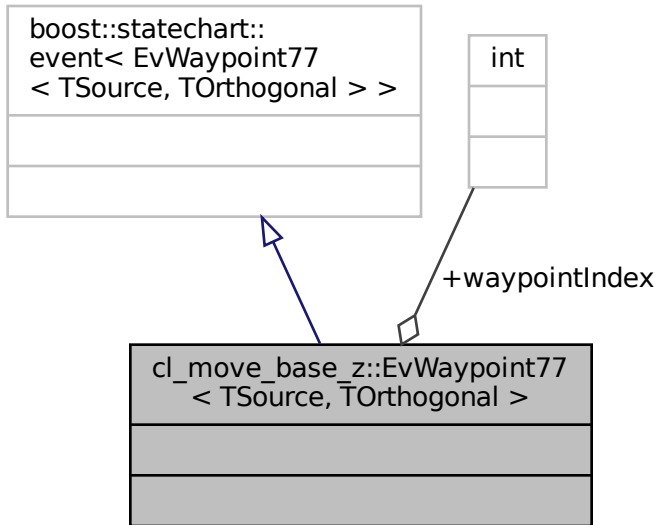 boost::statechart::
event< EvWaypoint77
< TSource, TOrthogonal > >
int
+waypointIndex
cl_move_base_z::EvWaypoint77
< TSource, TOrthogonal >